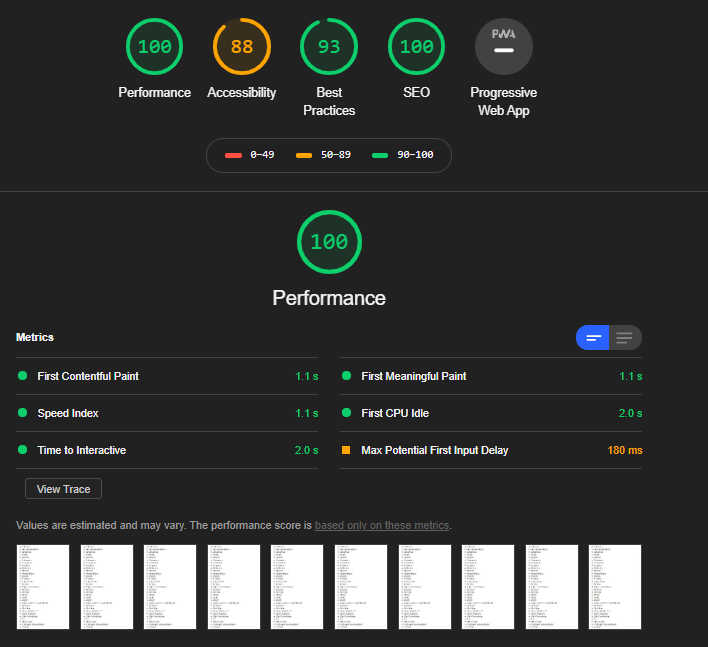 100
88
93
100
PWA
Performance
Accessibility
Best
Practices
SEO
Progressive
Web App
0–49
50–89
90–100
100
Performance
Metrics
First Contentful Paint
1.1 s
First Meaningful Paint
1.1 s
Speed Index
1.1 s
First CPU Idle
2.0 s
Time to Interactive
2.0 s
Max Potential First Input Delay
180 ms
View Trace
Values are estimated and may vary. The performance score is based only on these metrics.